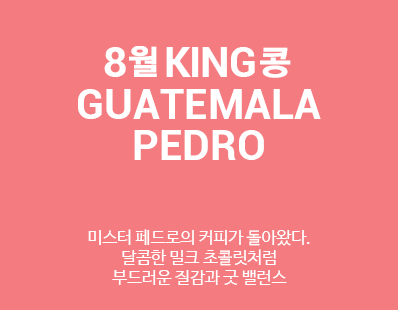 8월 KING콩
GUATEMALA
PEDRO
미스터 페드로의 커피가 돌아왔다.
달콤한 밀크 초콜릿처럼
부드러운 질감과 굿 밸런스